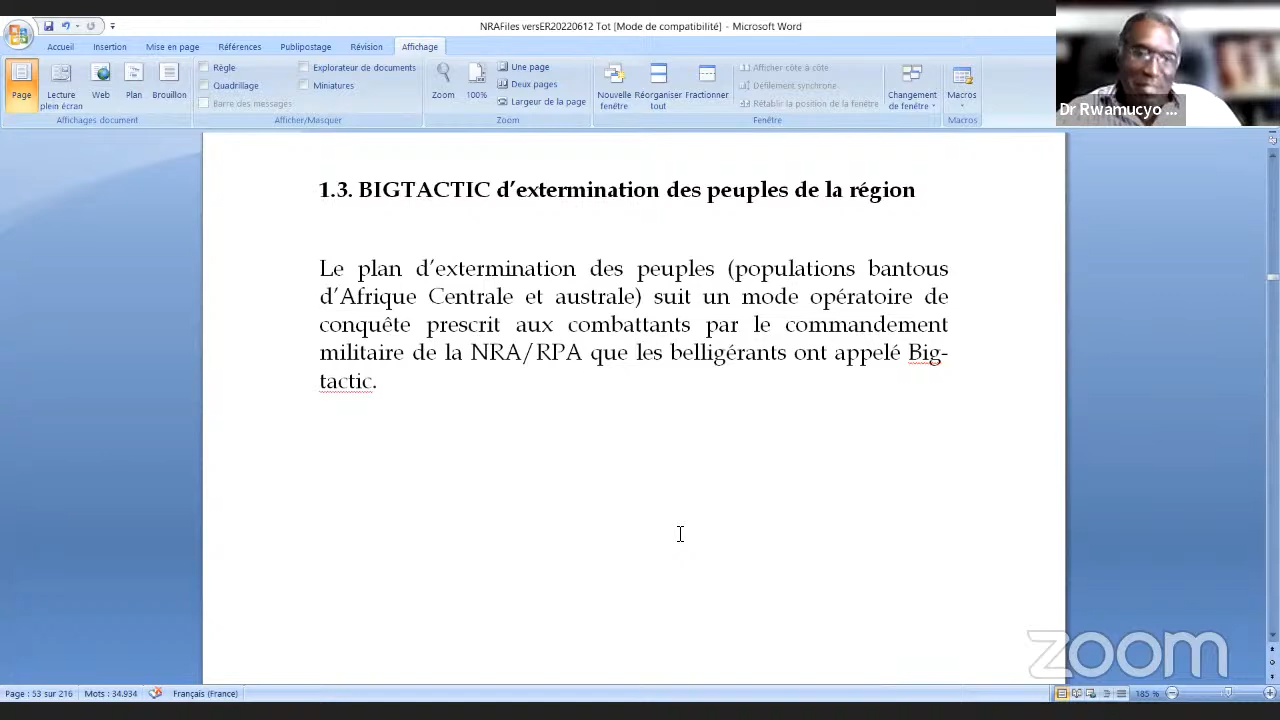 NRAFiles versER20220612 Tot [Mode de compatibilité] - Microsoft Word
Accueil Insertion Mise en page Références Publipostage Révision Affichage
Page
Lecture plein écran
Web
Plan
Brouillon
Affichages document
Règle
Quadrillage
Barre des messages
Explorateur de documents
Miniatures
Afficher/Masquer
Zoom
100%
Une page
Deux pages
Largeur de la page
Zoom
Nouvelle fenêtre
Réorganiser tout
Fractionner
Afficher côte à côte
Défilement synchrone
Rétablir la position de la fenêtre
Fenêtre
Changement de fenêtre
Macros
Macros
Dr Rwamucyo ...
1.3. BIGTACTIC d’extermination des peuples de la région
Le plan d’extermination des peuples (populations bantous
d’Afrique Centrale et australe) suit un mode opératoire de
conquête prescrit aux combattants par le commandement
militaire de la NRA/RPA que les belligérants ont appelé Big-
tactic.
zoom
Page : 53 sur 216 Mots : 34.934 Français (France) 185 %